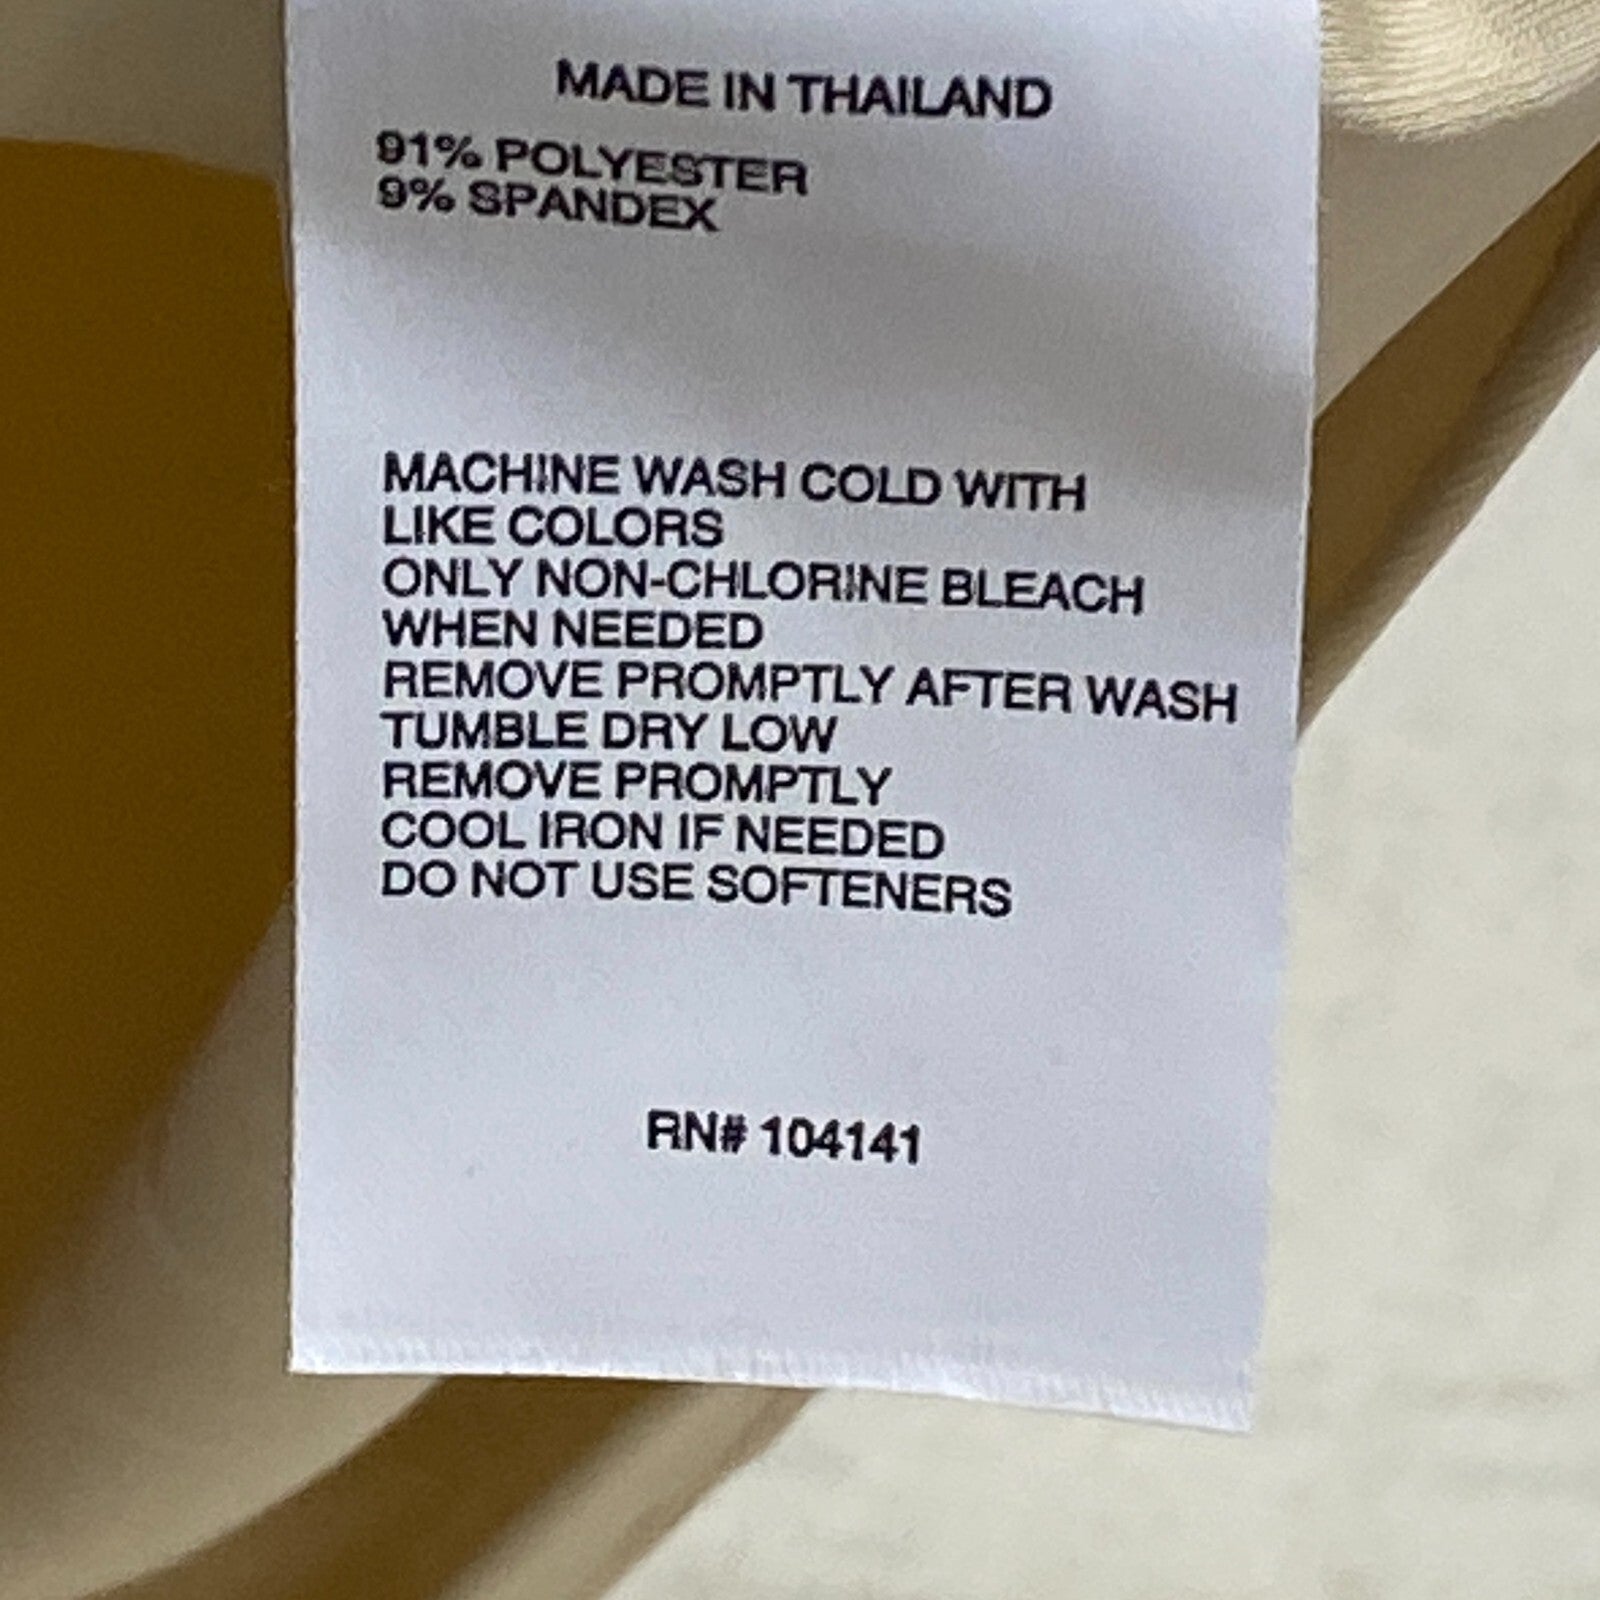 MADE IN THAILAND
91% POLYESTER
9% SPANDEX
MACHINE WASH COLD WITH
LIKE COLORS
ONLY NON-CHLORINE BLEACH
WHEN NEEDED
REMOVE PROMPTLY AFTER WASH
TUMBLE DRY LOW
REMOVE PROMPTLY
COOL IRON IF NEEDED
DO NOT USE SOFTENERS
RN# 104141